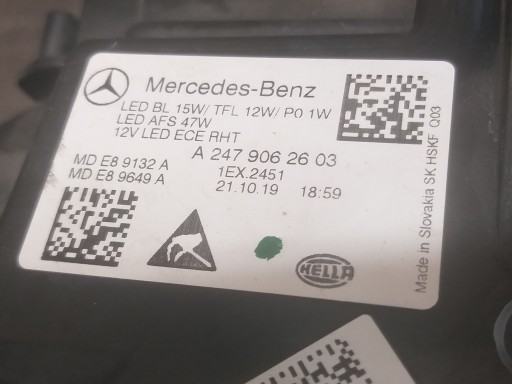 Mercedes-Benz
LED BL 15W/ TFL 12W/ P0 1W
LED AFS 47W
12V LED ECE RHT
A 247 906 26 03
MD E8 9132 A
MD E8 9649 A
1EX.2451
21.10.19 18:59
HELLA
Made in Slovakia SK HSKF Q03